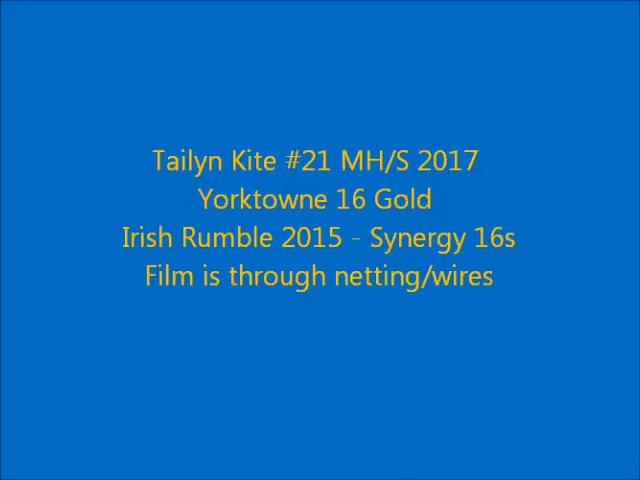 Tailyn Kite #21 MH/S 2017
Yorktowne 16 Gold
Irish Rumble 2015 - Synergy 16s
Film is through netting/wires